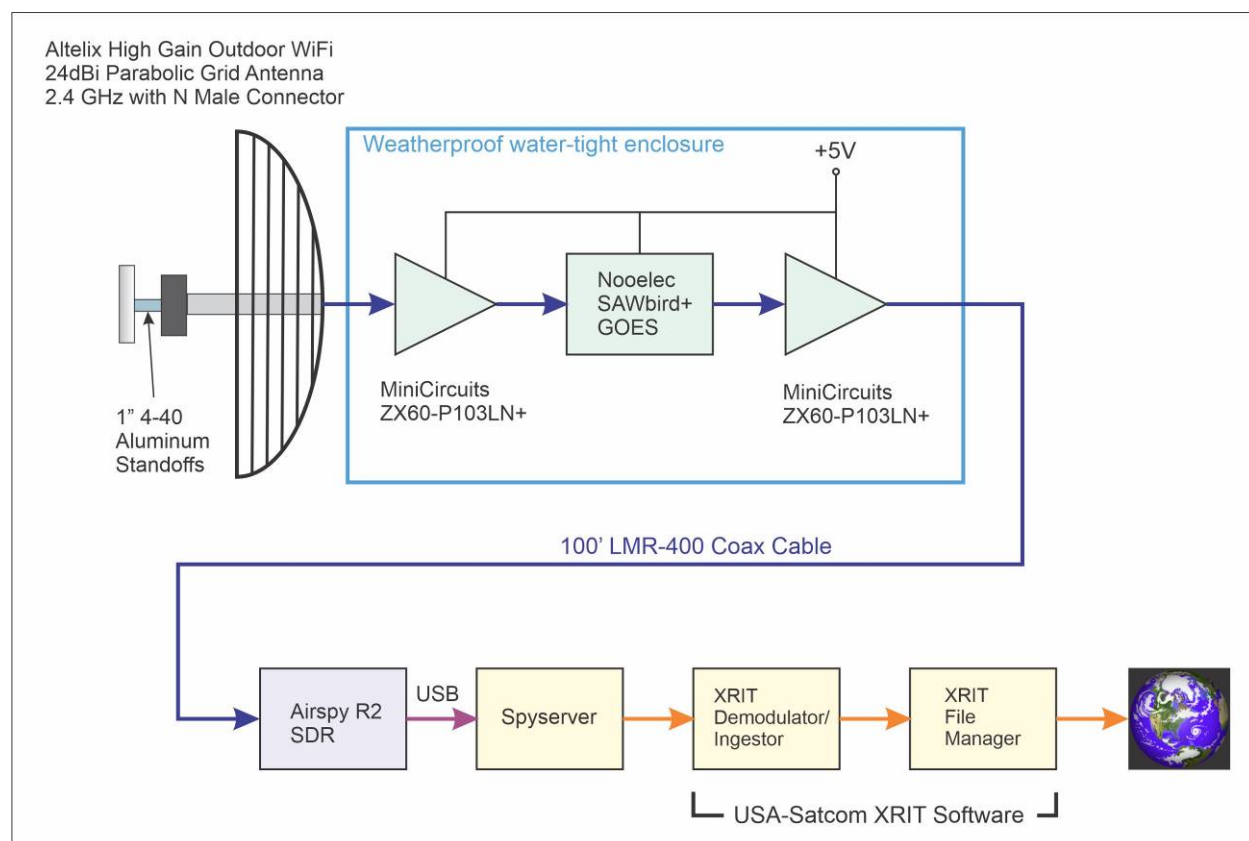 Altelix High Gain Outdoor WiFi
24dBi Parabolic Grid Antenna
2.4 GHz with N Male Connector
Weatherproof water-tight enclosure
+5V
Nooelec
SAWbird+
GOES
MiniCircuits
ZX60-P103LN+
MiniCircuits
ZX60-P103LN+
1” 4-40
Aluminum
Standoffs
100’ LMR-400 Coax Cable
Airspy R2
SDR
USB
Spyserver
XRIT
Demodulator/
Ingestor
XRIT
File
Manager
USA-Satcom XRIT Software